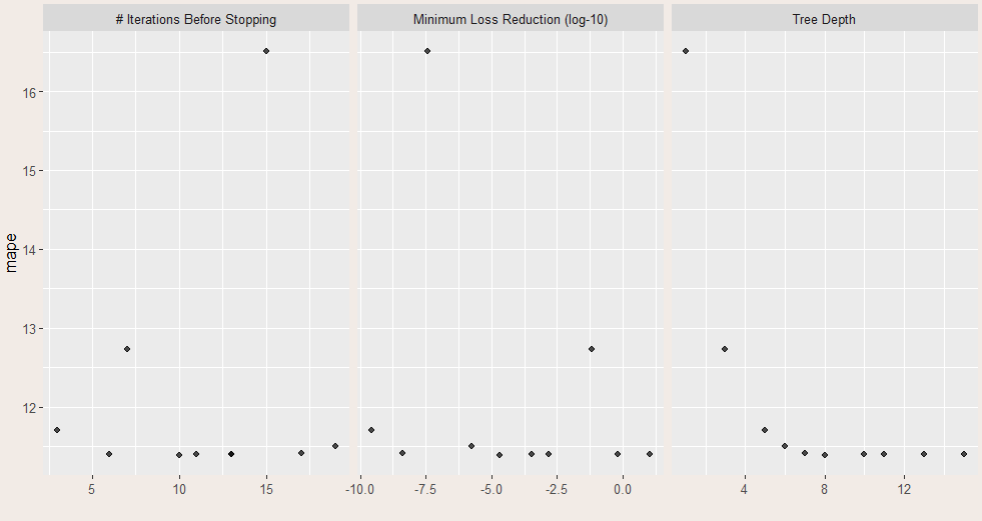 # Iterations Before Stopping Minimum Loss Reduction (log-10) Tree Depth
16
15
14
13
12
mape
5 10 15 -10.0 -7.5 -5.0 -2.5 0.0 4 8 12